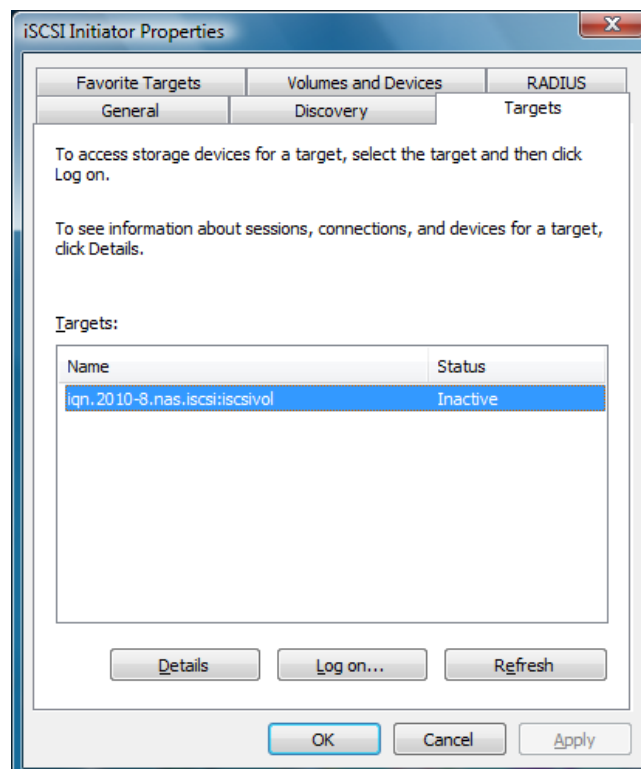 iSCSI Initiator Properties
Favorite Targets Volumes and Devices RADIUS
General Discovery Targets
To access storage devices for a target, select the target and then click
Log on.
To see information about sessions, connections, and devices for a target,
click Details.
Targets:
Name Status
iqn.2010-8.nas.iscsi:iscsivol Inactive
Details Log on... Refresh
OK Cancel Apply